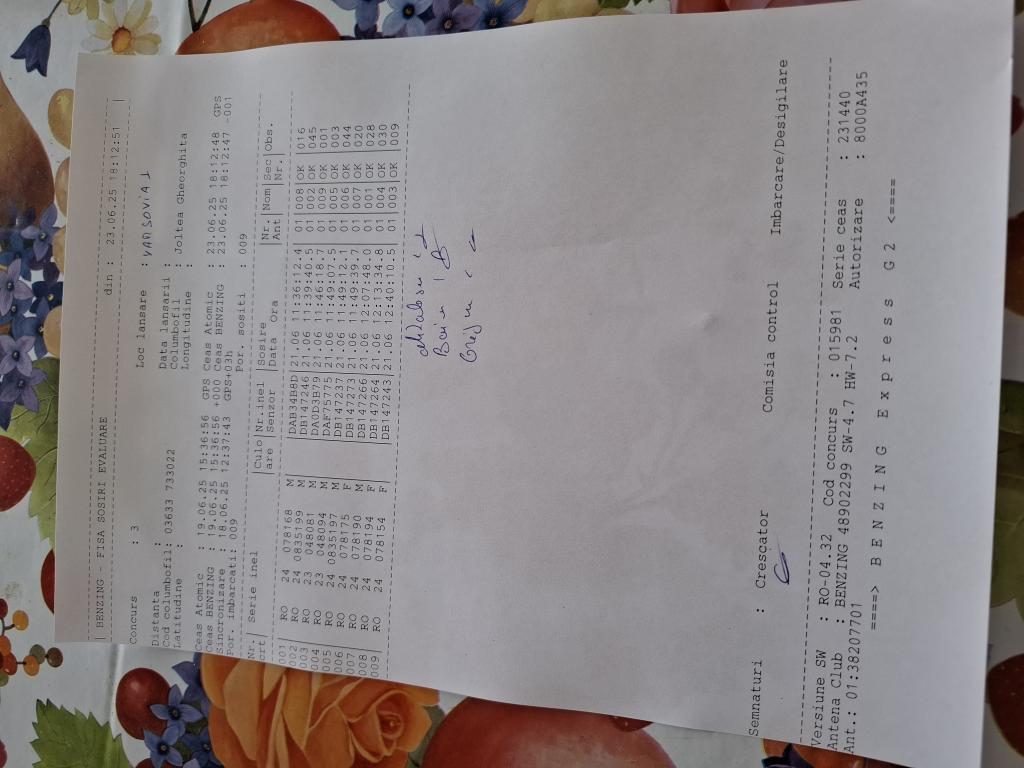 | BENZING - FISA SOSIRI EVALUARE din : 23.06.25 18:12:51 |
Concurs : 3 Loc lansare : VARSOVIA 1
Distanta : Data lansarii :
Cod columbofil: 03633 733022 Columbofil : Joltea Gheorghita
Latitudine : Longitudine :
Ceas Atomic : 19.06.25 15:36:56 GPS Ceas Atomic : 23.06.25 18:12:48 GPS
Ceas BENZING : 19.06.25 15:36:56 +000 Ceas BENZING : 23.06.25 18:12:47 -001
Sincronizare : 18.06.25 12:37:43 GPS+03h
Por. imbarcati: 009 Por. sositi : 009
Nr.| Serie inel |Culo|Nr.inel |Sosire |Nr.|Nom|Sec|Obs.
crt| |are |Senzor |Data Ora |Ant| |Nr.|
001| RO 24 078168 M | |DAB34B8D|21.06 11:36:12.4 |01 |008|OK |016
002| RO 24 0835199 M | |DB147246|21.06 11:36:19.5 |01 |002|OK |045
003| RO 23 048081 M | |DA0D3B79|21.06 11:46:18.7 |01 |009|OK |001
004| RO 23 048094 M | |DAF75775|21.06 11:49:07.5 |01 |005|OK |003
005| RO 24 0835197 M | |DB147237|21.06 11:49:12.1 |01 |006|OK |044
006| RO 24 078175 F | |DB147273|21.06 11:49:39.7 |01 |007|OK |020
007| RO 24 078190 M | |DB147266|21.06 12:07:48.0 |01 |001|OK |028
008| RO 24 078194 F | |DB147264|21.06 12:37:34.8 |01 |004|OK |030
009| RO 24 078154 F | |DB147243|21.06 12:40:10.5 |01 |003|OK |009
Semnaturi : Crescator Comisia control Imbarcare/Desigilare
Versiune SW : RO-04.32 Cod concurs : 015981 Serie ceas : 231440
Antena Club : BENZING 48902299 SW-4.7 HW-7.2 Autorizare : 8000A435
Ant.: 01:38207701
====> B E N Z I N G E x p r e s s G 2 <====